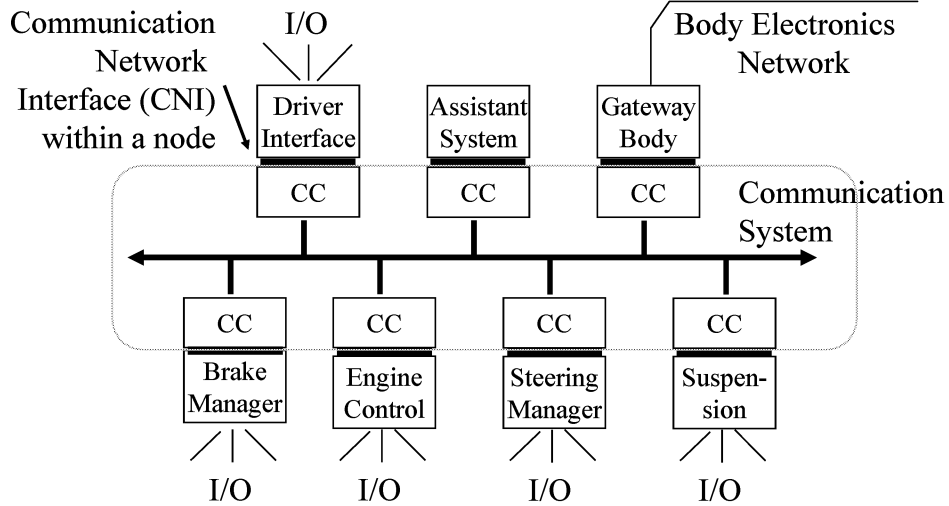 Communication
Network
Interface (CNI)
within a node
I/O
Body Electronics
Network
Driver
Interface
Assistant
System
Gateway
Body
CC
CC
CC
Communication
System
CC
CC
CC
CC
Brake
Manager
Engine
Control
Steering
Manager
Suspen-
sion
I/O
I/O
I/O
I/O